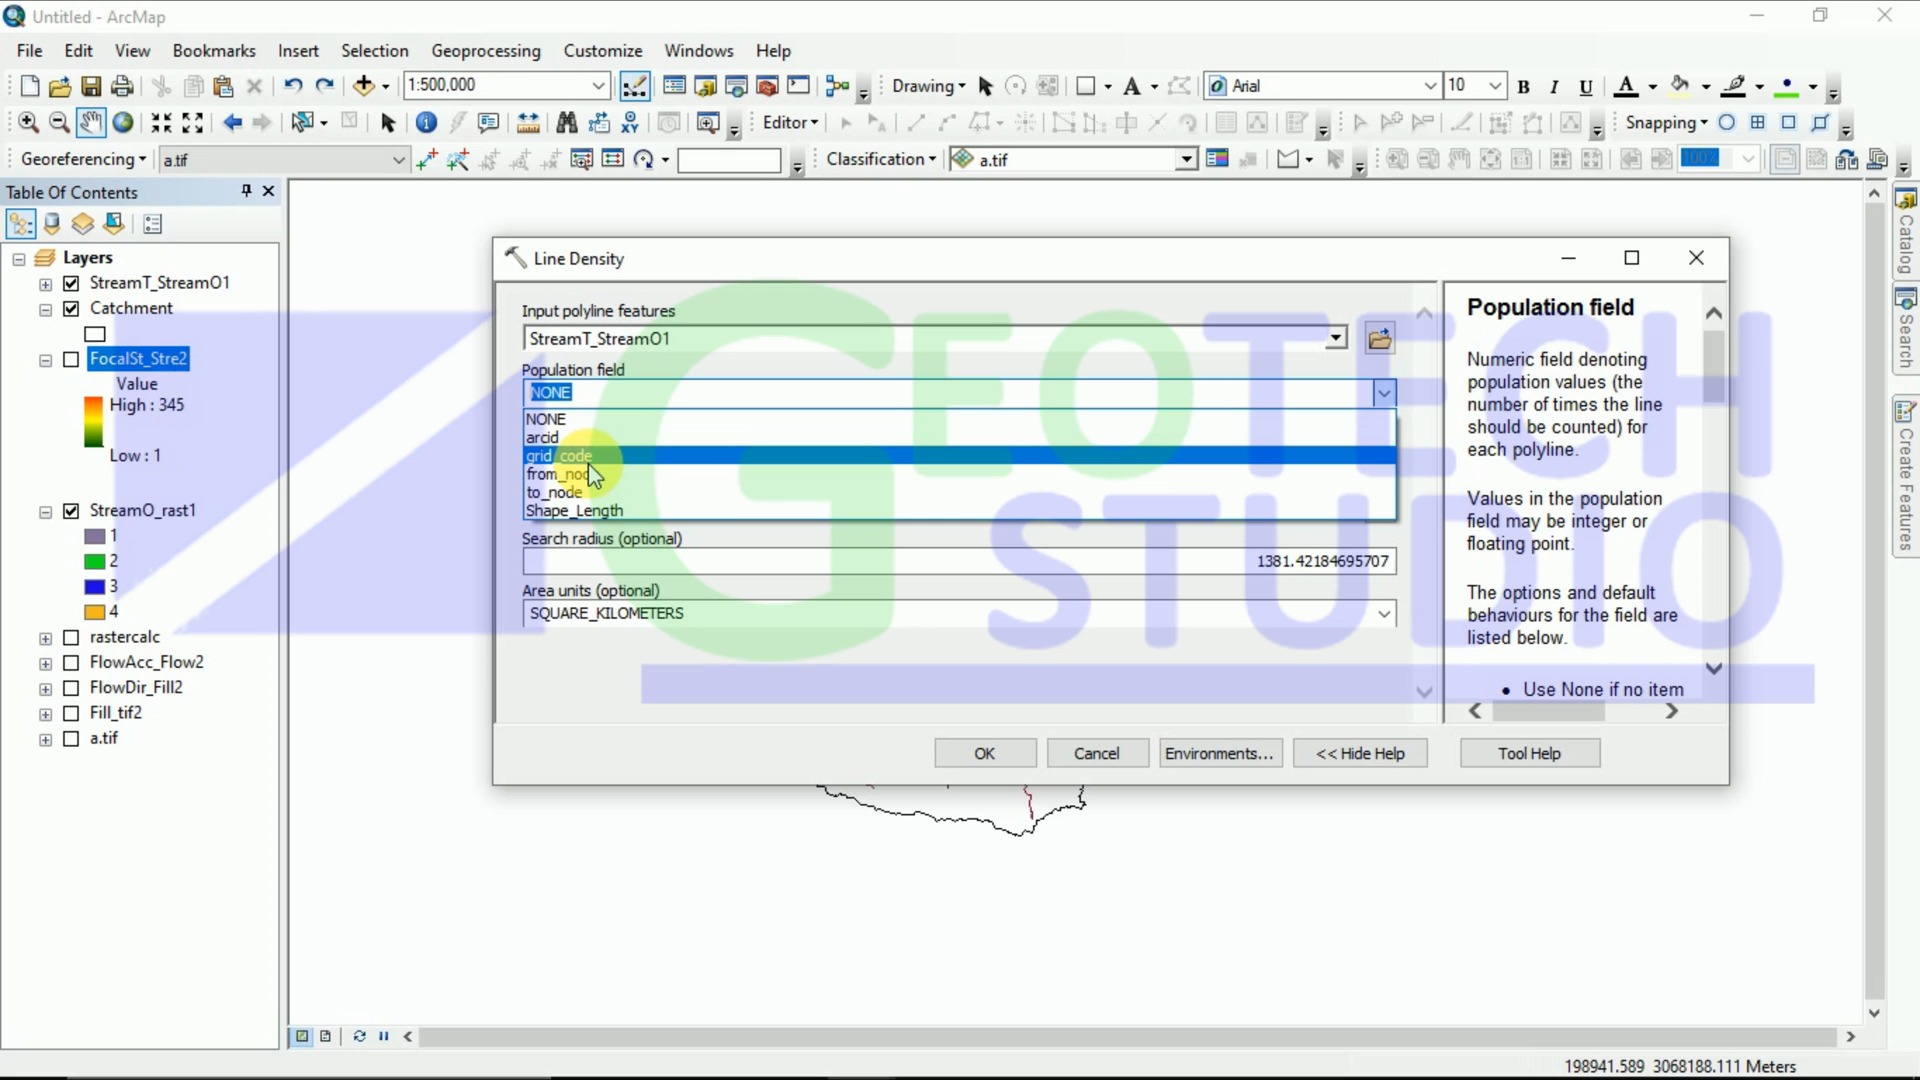 Untitled - ArcMap
File Edit View Bookmarks Insert Selection Geoprocessing Customize Windows Help
1:500,000 Drawing Arial 10 B I U A
Editor Snapping
Georeferencing a.tif Classification a.tif 100%
Table Of Contents
Layers
StreamT_StreamO1
Catchment
FocalSt_Stre2
Value
High : 345
Low : 1
StreamO_rast1
1
2
3
4
rastercalc
FlowAcc_Flow2
FlowDir_Fill2
Fill_tif2
a.tif
Line Density
Input polyline features
StreamT_StreamO1
Population field
NONE
NONE
arcid
grid_code
from_node
to_node
Shape_Length
Search radius (optional)
1381.42184695707
Area units (optional)
SQUARE_KILOMETERS
OK Cancel Environments... << Hide Help Tool Help
Population field
Numeric field denoting
population values (the
number of times the line
should be counted) for
each polyline.
Values in the population
field may be integer or
floating point.
The options and default
behaviours for the field are
listed below.
• Use None if no item
GEOTECH
STUDIO
Catalog
Search
Create Features
198941.589 3068188.111 Meters